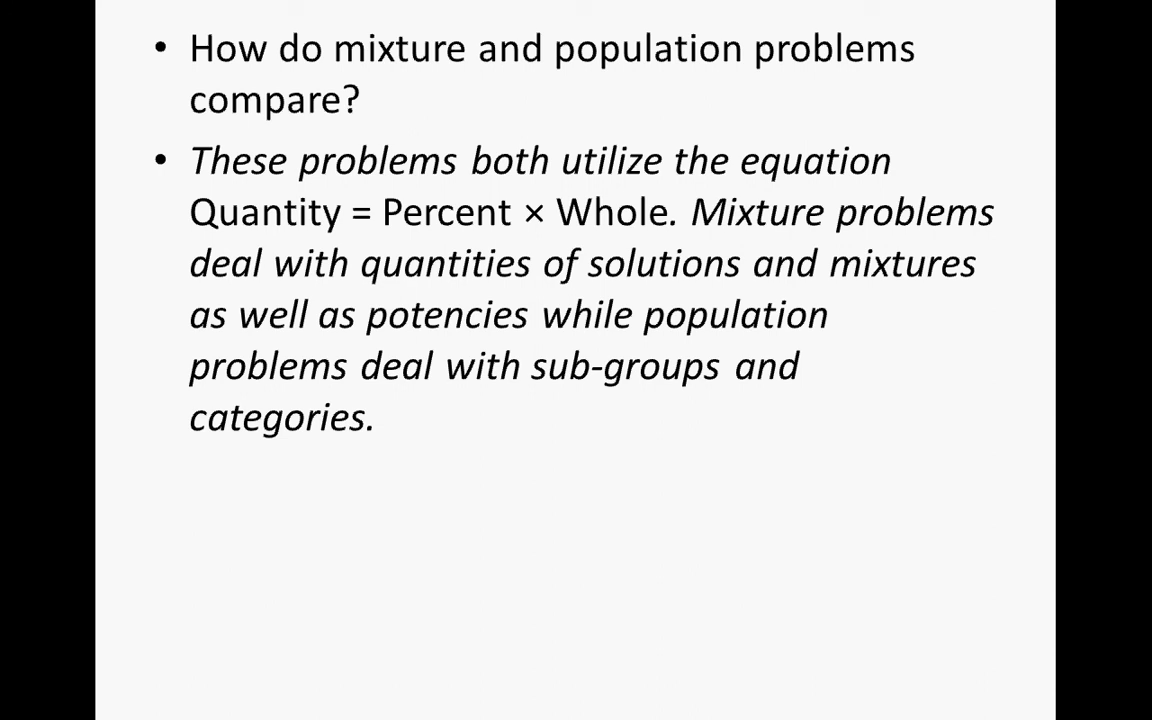 • How do mixture and population problems
compare?
• These problems both utilize the equation
Quantity = Percent × Whole. Mixture problems
deal with quantities of solutions and mixtures
as well as potencies while population
problems deal with sub-groups and
categories.